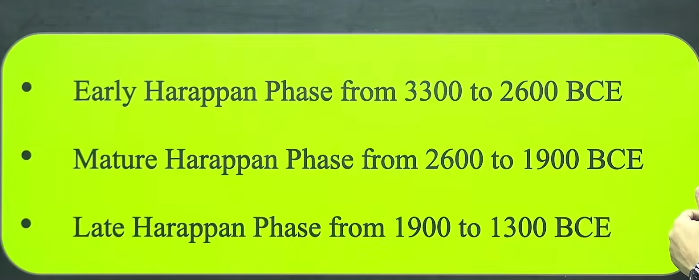 • Early Harappan Phase from 3300 to 2600 BCE
• Mature Harappan Phase from 2600 to 1900 BCE
• Late Harappan Phase from 1900 to 1300 BCE